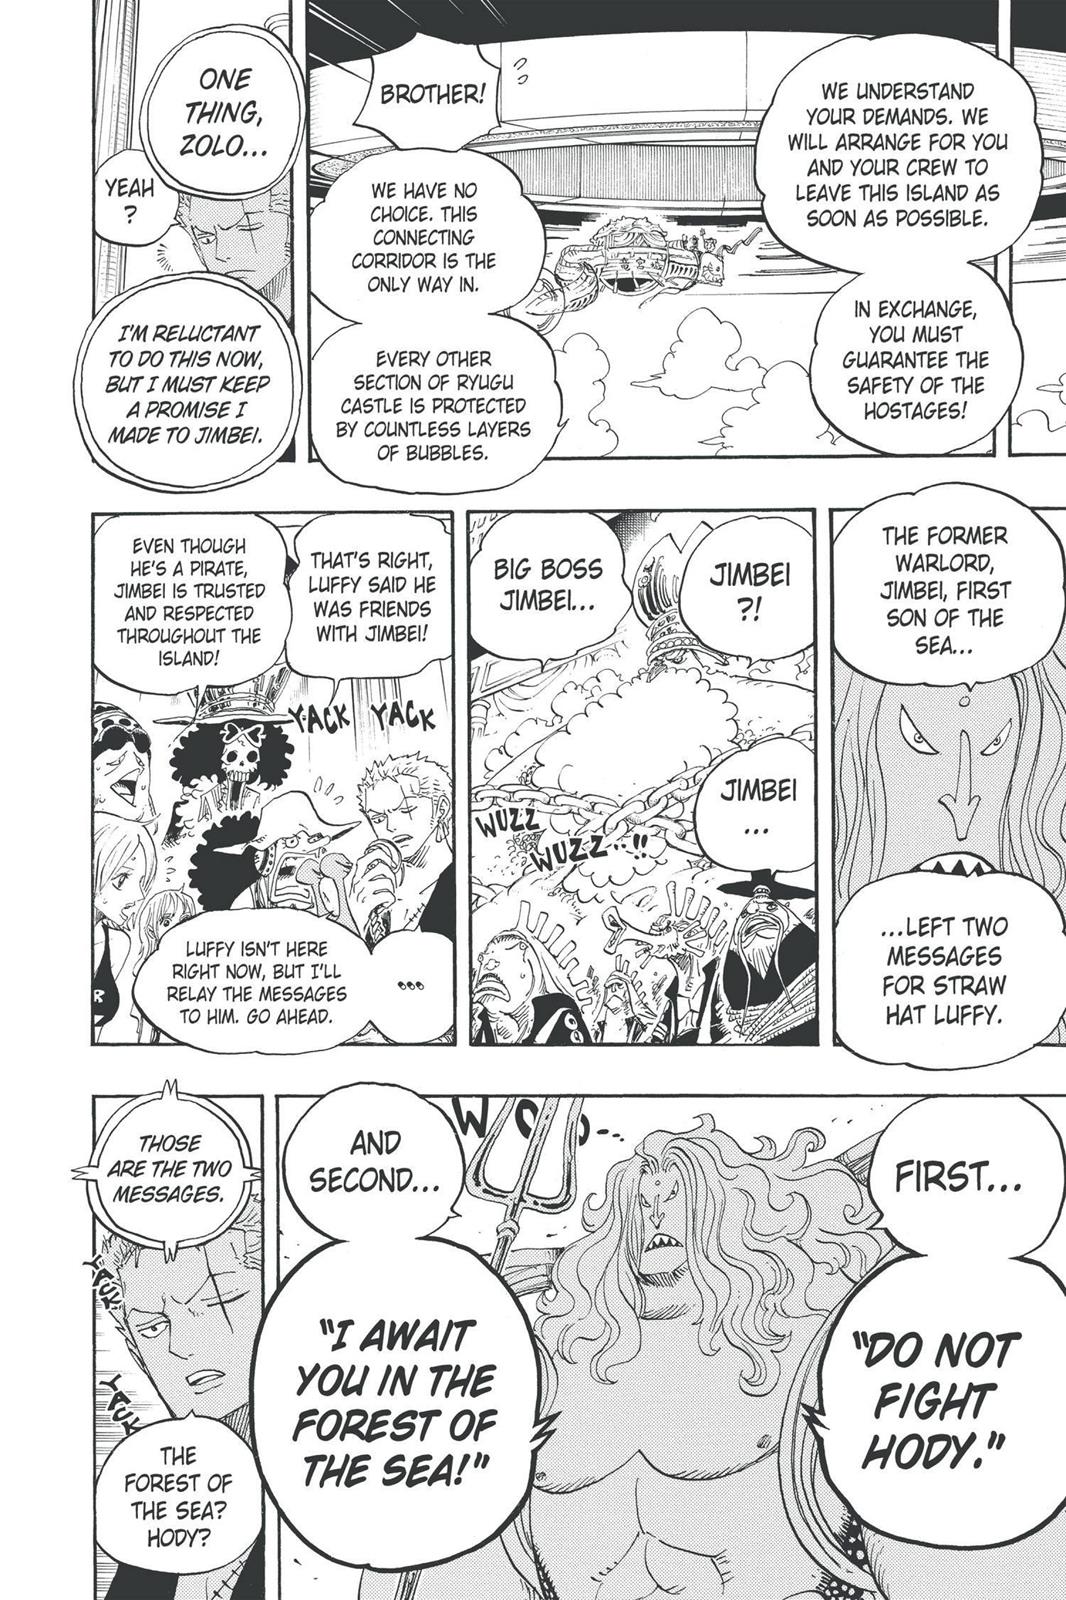 WE UNDERSTAND
YOUR DEMANDS. WE
WILL ARRANGE FOR YOU
AND YOUR CREW TO
LEAVE THIS ISLAND AS
SOON AS POSSIBLE.
IN EXCHANGE,
YOU MUST
GUARANTEE THE
SAFETY OF THE
HOSTAGES!
BROTHER!
WE HAVE NO
CHOICE. THIS
CONNECTING
CORRIDOR IS THE
ONLY WAY IN.
EVERY OTHER
SECTION OF RYUGU
CASTLE IS PROTECTED
BY COUNTLESS LAYERS
OF BUBBLES.
ONE
THING,
ZOLO...
YEAH
?
I'M RELUCTANT
TO DO THIS NOW,
BUT I MUST KEEP
A PROMISE I
MADE TO JIMBEI.
THE FORMER
WARLORD,
JIMBEI, FIRST
SON OF THE
SEA...
...LEFT TWO
MESSAGES
FOR STRAW
HAT LUFFY.
JIMBEI
?!
BIG BOSS
JIMBEI...
JIMBEI
...
WUZZ
WUZZ...!!
THAT'S RIGHT,
LUFFY SAID HE
WAS FRIENDS
WITH JIMBEI!
EVEN THOUGH
HE'S A PIRATE,
JIMBEI IS TRUSTED
AND RESPECTED
THROUGHOUT THE
ISLAND!
YACK YACK
R
...
LUFFY ISN'T HERE
RIGHT NOW, BUT I'LL
RELAY THE MESSAGES
TO HIM. GO AHEAD.
FIRST...
"DO NOT
FIGHT
HODY."
AND
SECOND...
"I AWAIT
YOU IN THE
FOREST OF
THE SEA!"
THOSE
ARE THE TWO
MESSAGES.
YACK
YACK
THE
FOREST OF
THE SEA?
HODY?